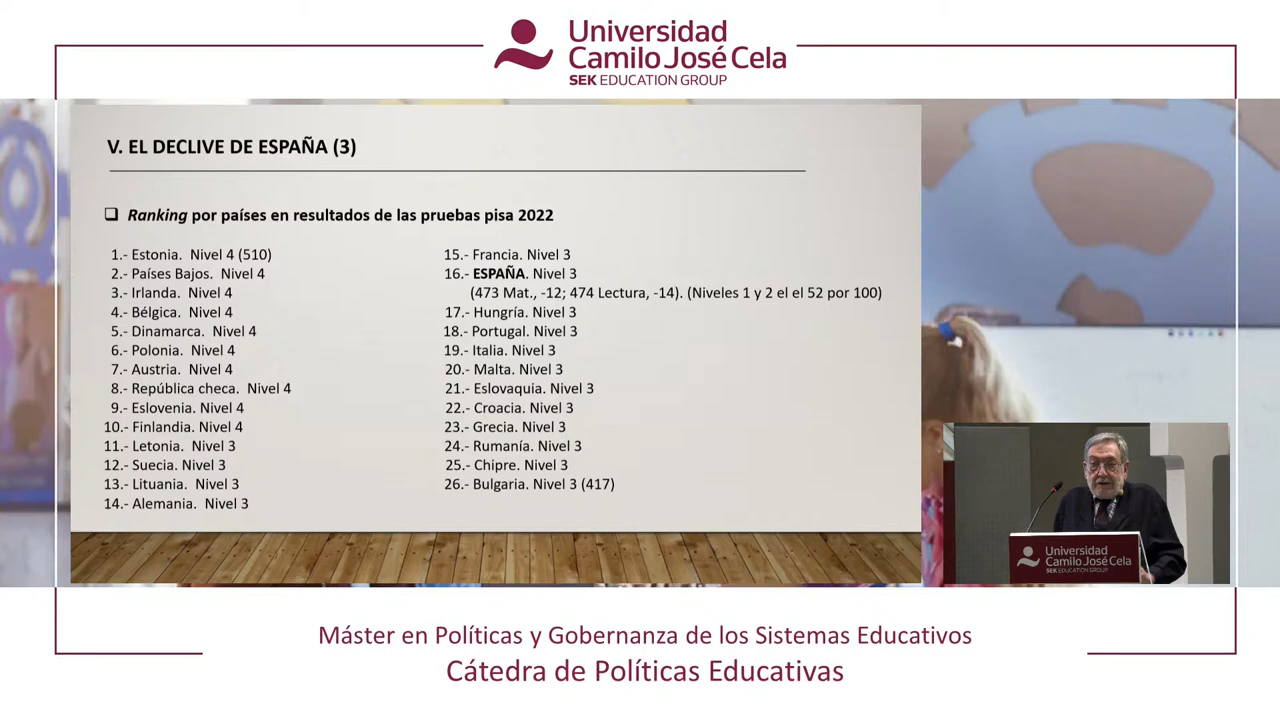 Universidad
Camilo José Cela
SEK EDUCATION GROUP
V. EL DECLIVE DE ESPAÑA (3)
❑ Ranking por países en resultados de las pruebas pisa 2022
1.- Estonia. Nivel 4 (510)
2.- Países Bajos. Nivel 4
3.- Irlanda. Nivel 4
4.- Bélgica. Nivel 4
5.- Dinamarca. Nivel 4
6.- Polonia. Nivel 4
7.- Austria. Nivel 4
8.- República checa. Nivel 4
9.- Eslovenia. Nivel 4
10.- Finlandia. Nivel 4
11.- Letonia. Nivel 3
12.- Suecia. Nivel 3
13.- Lituania. Nivel 3
14.- Alemania. Nivel 3
15.- Francia. Nivel 3
16.- ESPAÑA. Nivel 3
(473 Mat., -12; 474 Lectura, -14). (Niveles 1 y 2 el el 52 por 100)
17.- Hungría. Nivel 3
18.- Portugal. Nivel 3
19.- Italia. Nivel 3
20.- Malta. Nivel 3
21.- Eslovaquia. Nivel 3
22.- Croacia. Nivel 3
23.- Grecia. Nivel 3
24.- Rumanía. Nivel 3
25.- Chipre. Nivel 3
26.- Bulgaria. Nivel 3 (417)
Universidad
Camilo José Cela
SEK EDUCATION GROUP
Máster en Políticas y Gobernanza de los Sistemas Educativos
Cátedra de Políticas Educativas